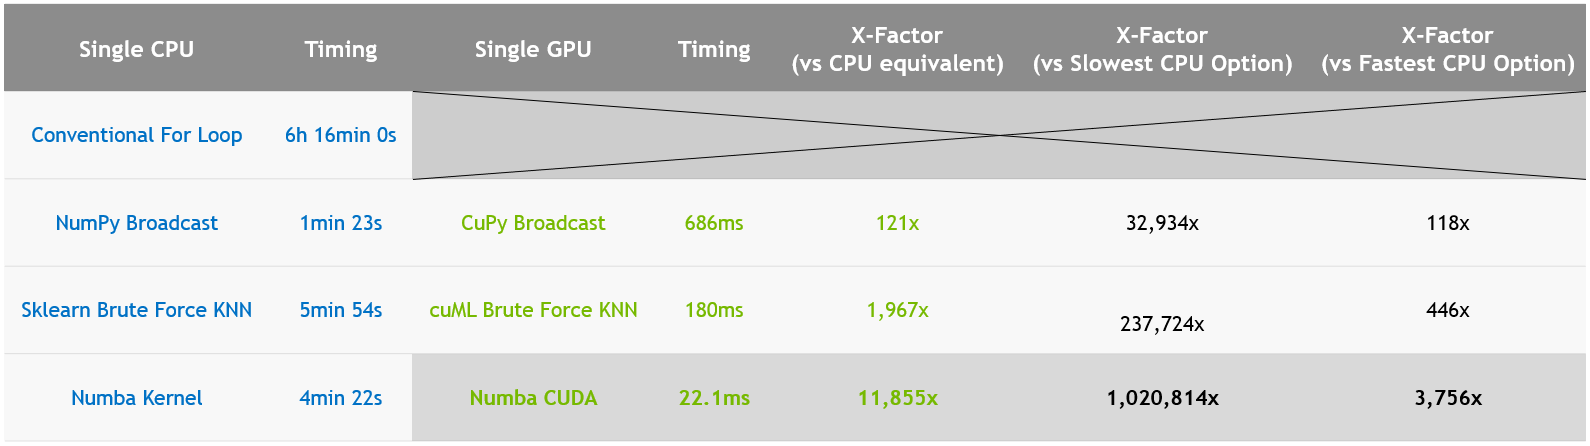 Single CPU Timing Single GPU Timing X-Factor (vs CPU equivalent) X-Factor (vs Slowest CPU Option) X-Factor (vs Fastest CPU Option)
Conventional For Loop 6h 16min 0s
NumPy Broadcast 1min 23s CuPy Broadcast 686ms 121x 32,934x 118x
Sklearn Brute Force KNN 5min 54s cuML Brute Force KNN 180ms 1,967x 237,724x 446x
Numba Kernel 4min 22s Numba CUDA 22.1ms 11,855x 1,020,814x 3,756x